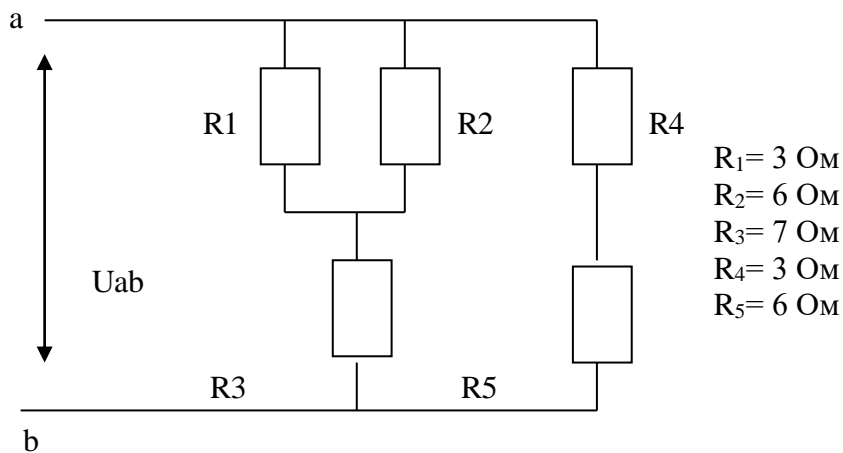 a
R1
R2
R4
R₁= 3 Ом
R₂= 6 Ом
R₃= 7 Ом
R₄= 3 Ом
R₅= 6 Ом
Uab
R3
R5
b